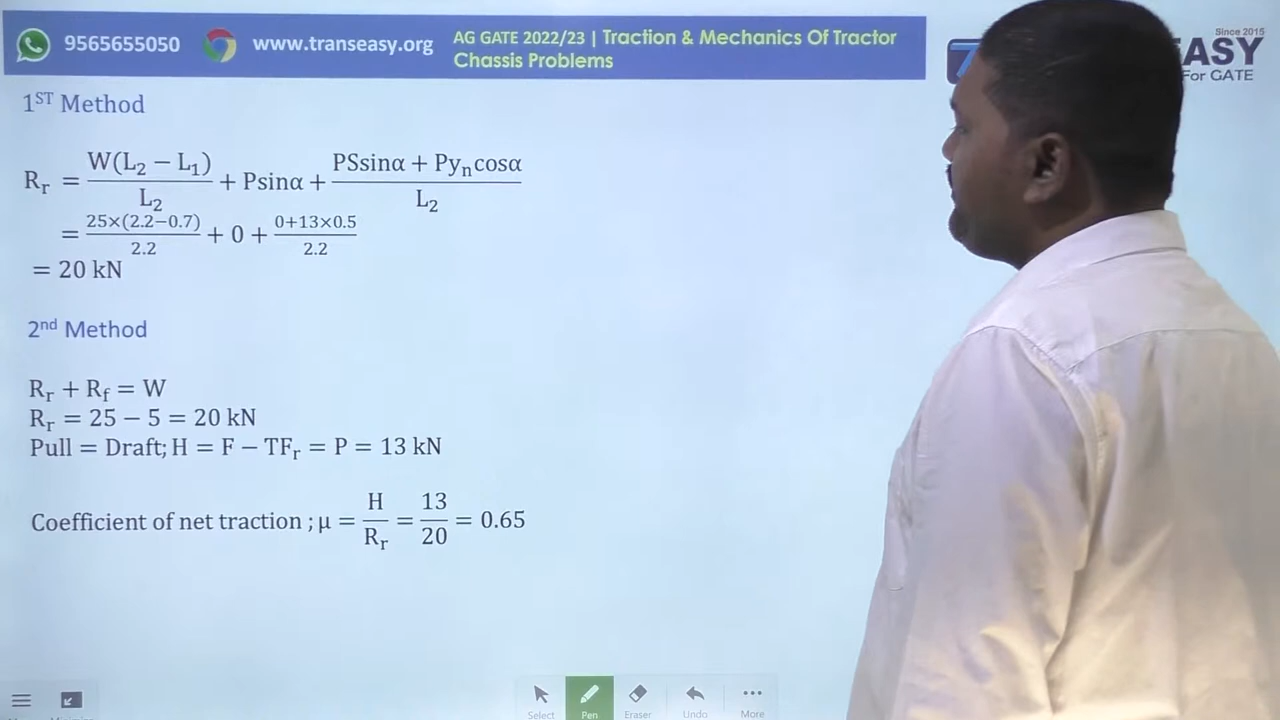 9565655050 www.transeasy.org AG GATE 2022/23 | Traction & Mechanics Of Tractor
Chassis Problems
Since 2015
ASY
For GATE
1ST Method
Rr = W(L2 − L1)/L2 + Psinα + (PSsinα + Pyncosα)/L2
= 25×(2.2−0.7)/2.2 + 0 + 0+13×0.5/2.2
= 20 kN
2nd Method
Rr + Rf = W
Rr = 25 − 5 = 20 kN
Pull = Draft; H = F − TFr = P = 13 kN
Coefficient of net traction ; μ = H/Rr = 13/20 = 0.65
Select Pen Eraser Undo More